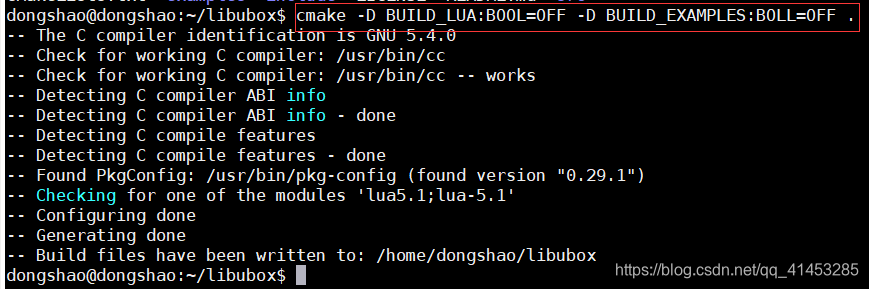 dongshao@dongshao:~/libubox$ cmake -D BUILD_LUA:BOOL=OFF -D BUILD_EXAMPLES:BOLL=OFF .
-- The C compiler identification is GNU 5.4.0
-- Check for working C compiler: /usr/bin/cc
-- Check for working C compiler: /usr/bin/cc -- works
-- Detecting C compiler ABI info
-- Detecting C compiler ABI info - done
-- Detecting C compile features
-- Detecting C compile features - done
-- Found PkgConfig: /usr/bin/pkg-config (found version "0.29.1")
-- Checking for one of the modules 'lua5.1;lua-5.1'
-- Configuring done
-- Generating done
-- Build files have been written to: /home/dongshao/libubox
dongshao@dongshao:~/libubox$
https://blog.csdn.net/qq_41453285